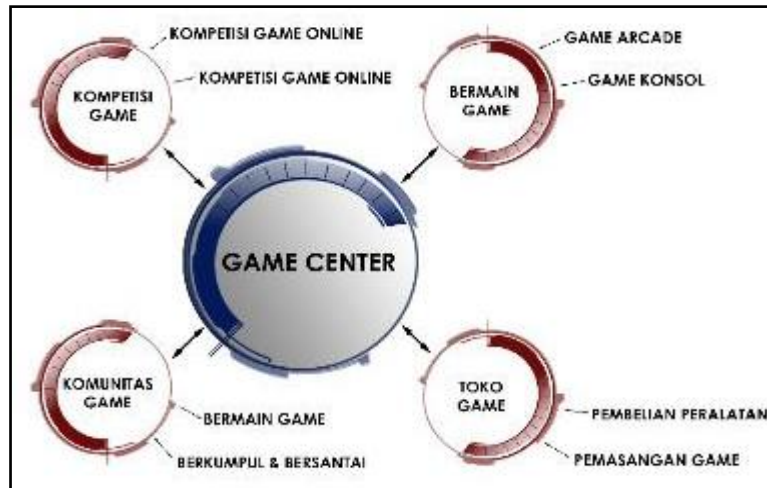 KOMPETISI GAME ONLINE
KOMPETISI GAME ONLINE
KOMPETISI
GAME
GAME ARCADE
GAME KONSOL
BERMAIN
GAME
GAME CENTER
KOMUNITAS
GAME
BERMAIN GAME
BERKUMPUL & BERSANTAI
TOKO
GAME
PEMBELIAN PERALATAN
PEMASANGAN GAME